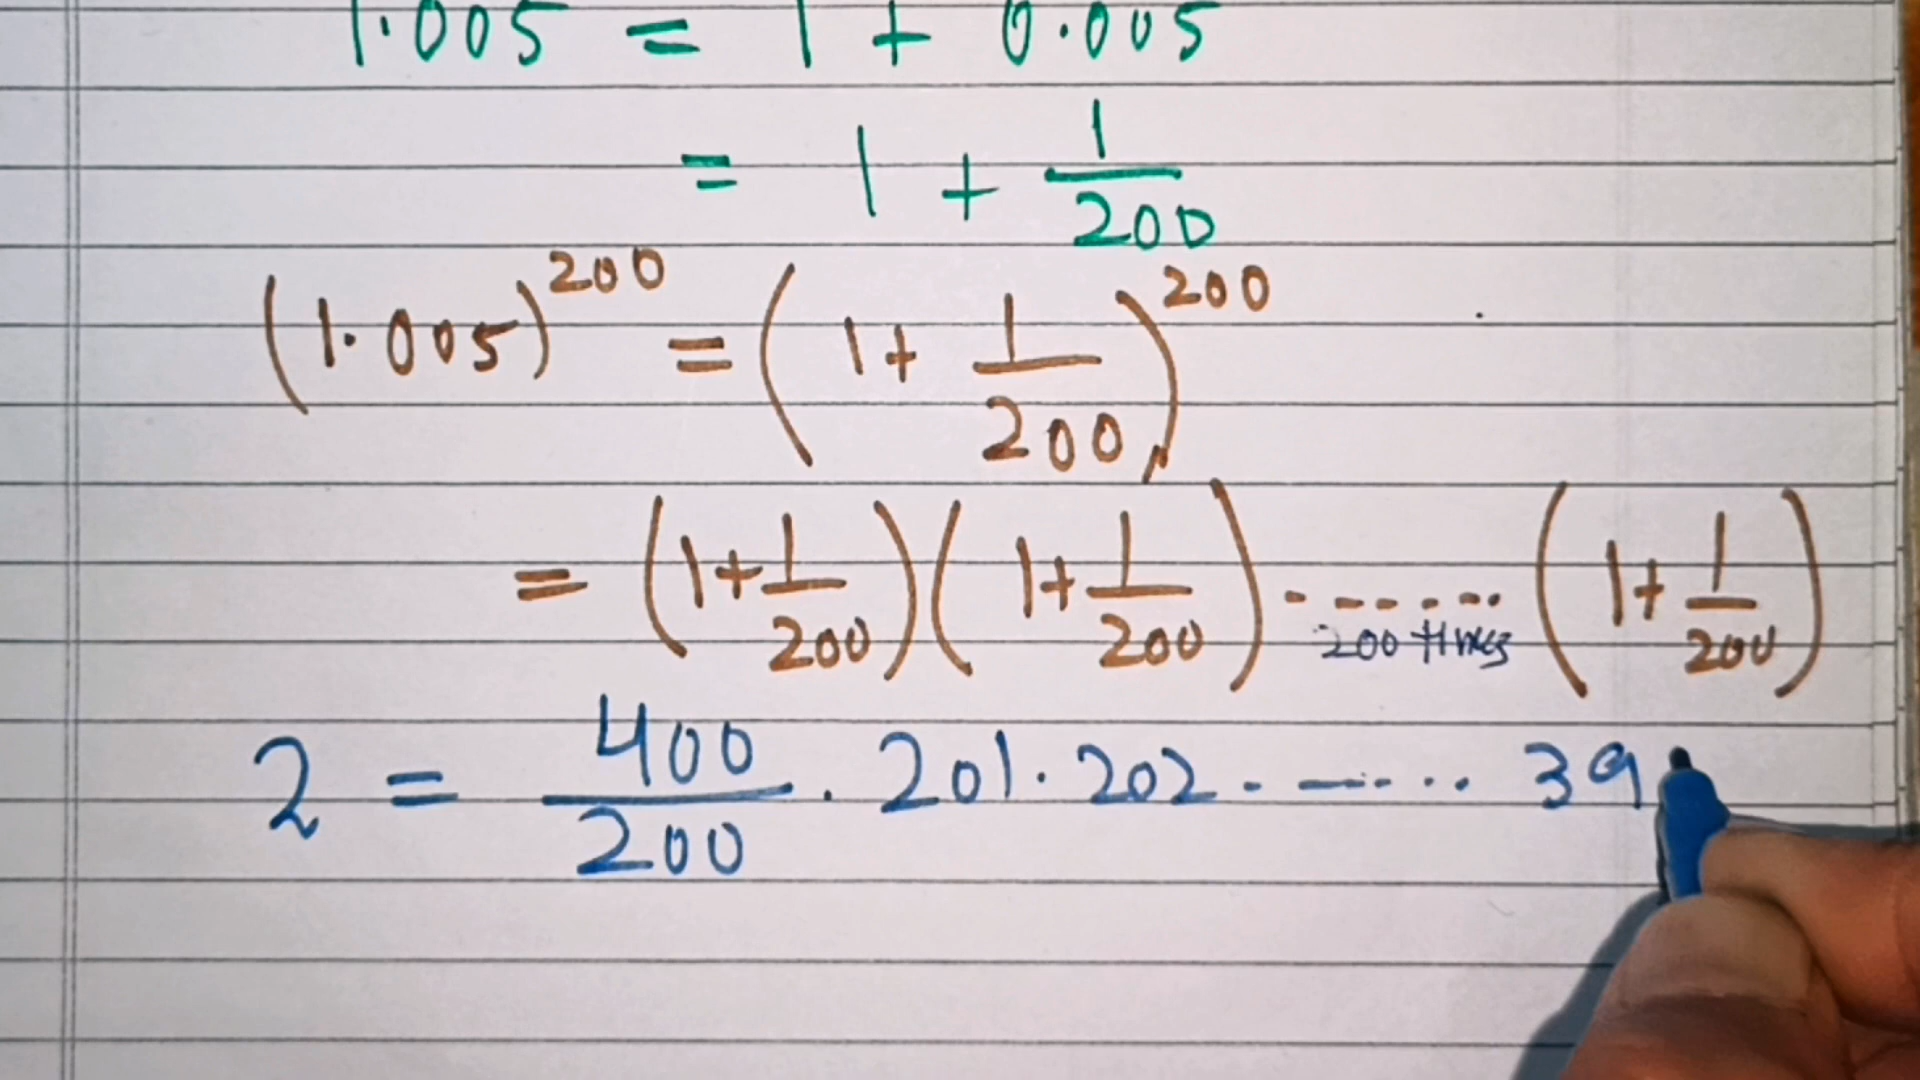 1.005 = 1 + 0.005
= 1 + 1/200
(1.005)^200 = (1 + 1/200)^200
= (1+1/200)(1+1/200)-------(1+1/200)
200 times
2 = 400/200 . 201 . 202 . ----... 39